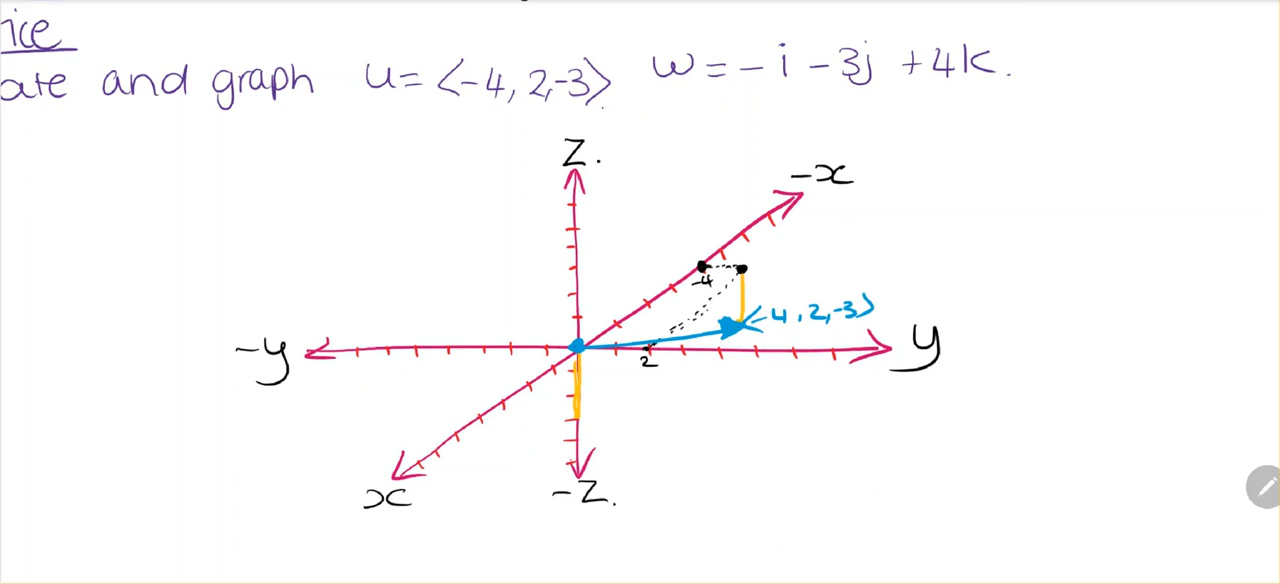 ice
ate and graph u = <-4, 2, -3> w = -i - 3j + 4k.
z.
-x
-4
<-4, 2, -3>
-y
2
y
x
-z.